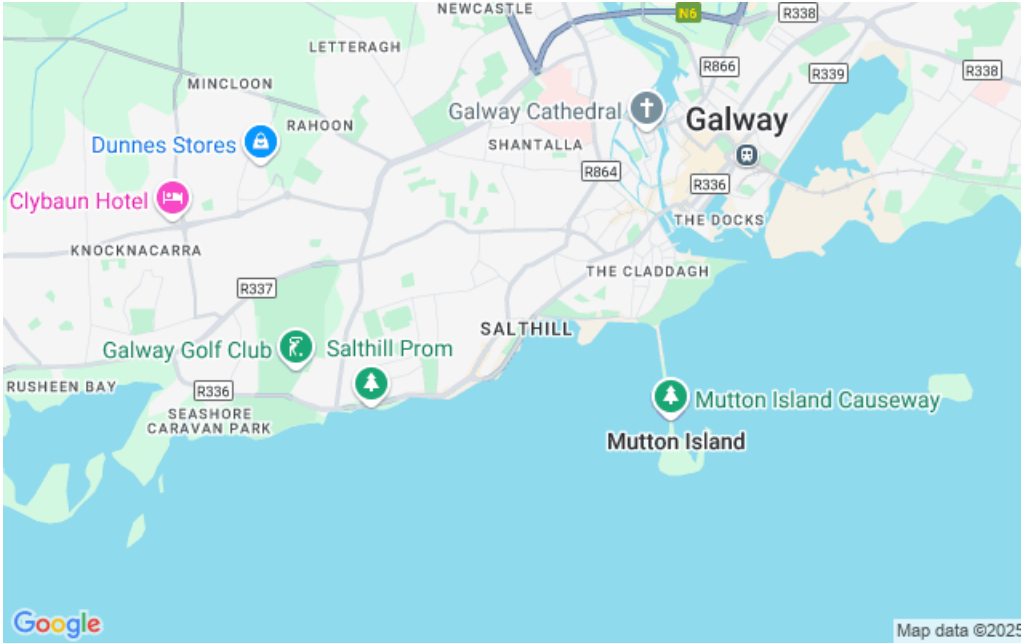 NEWCASTLE
N6
R338
LETTERAGH
R866
R339
R338
MINCLOON
Galway Cathedral
Galway
RAHOON
Dunnes Stores
SHANTALLA
R864
R336
Clybaun Hotel
THE DOCKS
KNOCKNACARRA
THE CLADDAGH
R337
SALTHILL
Galway Golf Club
Salthill Prom
RUSHEEN BAY
R336
Mutton Island Causeway
SEASHORE
CARAVAN PARK
Mutton Island
Google
Map data ©2025